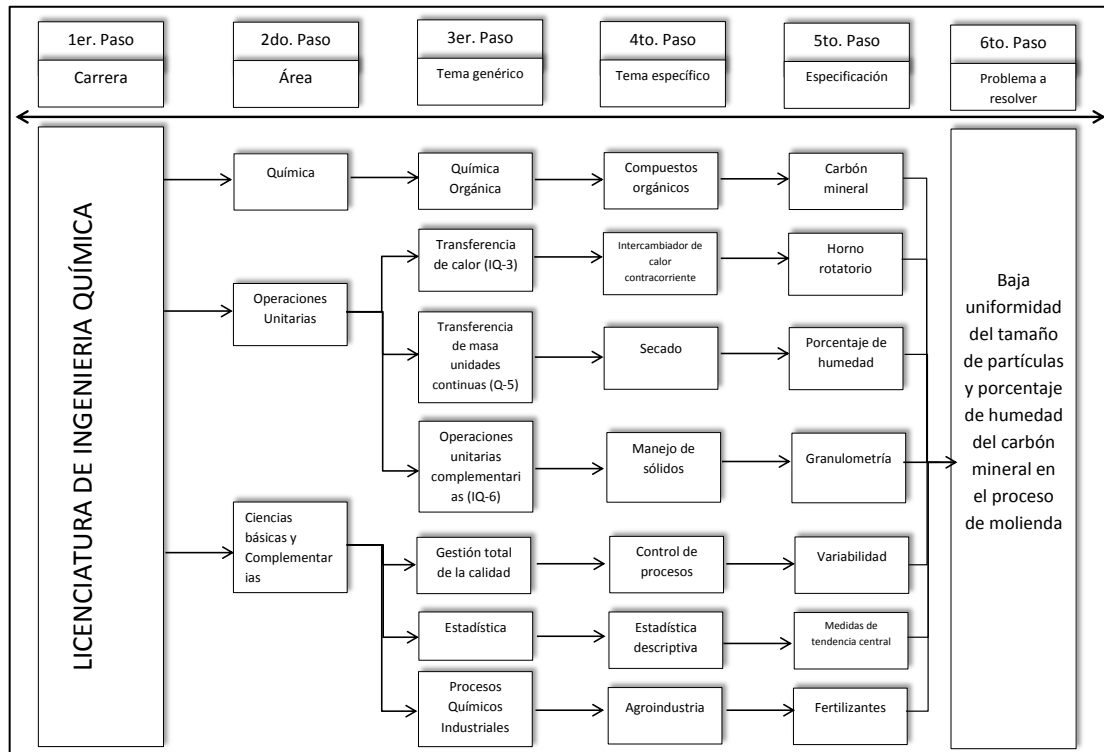 1er. Paso
Carrera
2do. Paso
Área
3er. Paso
Tema genérico
4to. Paso
Tema específico
5to. Paso
Especificación
6to. Paso
Problema a
resolver
LICENCIATURA DE INGENIERIA QUÍMICA
Química
Química
Orgánica
Compuestos
orgánicos
Carbón
mineral
Operaciones
Unitarias
Transferencia
de calor (IQ-3)
Intercambiador de
calor
contracorriente
Horno
rotatorio
Transferencia
de masa
unidades
continuas (Q-5)
Secado
Porcentaje de
humedad
Operaciones
unitarias
complementari
as (IQ-6)
Manejo de
sólidos
Granulometría
Ciencias
básicas y
Complementar
ias
Gestión total
de la calidad
Control de
procesos
Variabilidad
Estadística
Estadística
descriptiva
Medidas de
tendencia central
Procesos
Químicos
Industriales
Agroindustria
Fertilizantes
Baja
uniformidad
del tamaño
de partículas
y porcentaje
de humedad
del carbón
mineral en
el proceso
de molienda